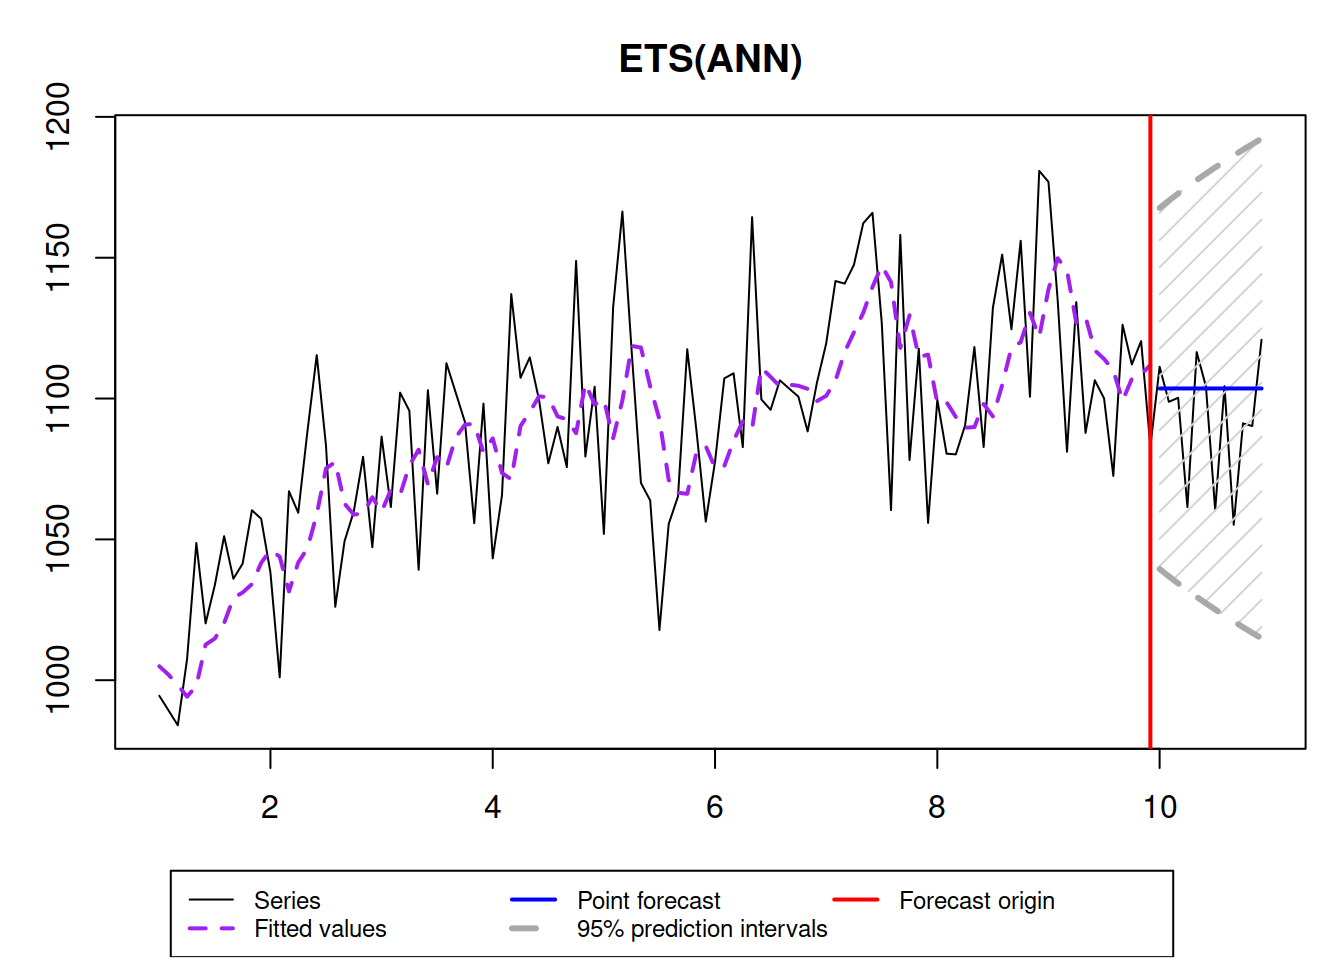 ETS(ANN)
1200
1150
1100
1050
1000
2 4 6 8 10
Series Point forecast Forecast origin
Fitted values 95% prediction intervals